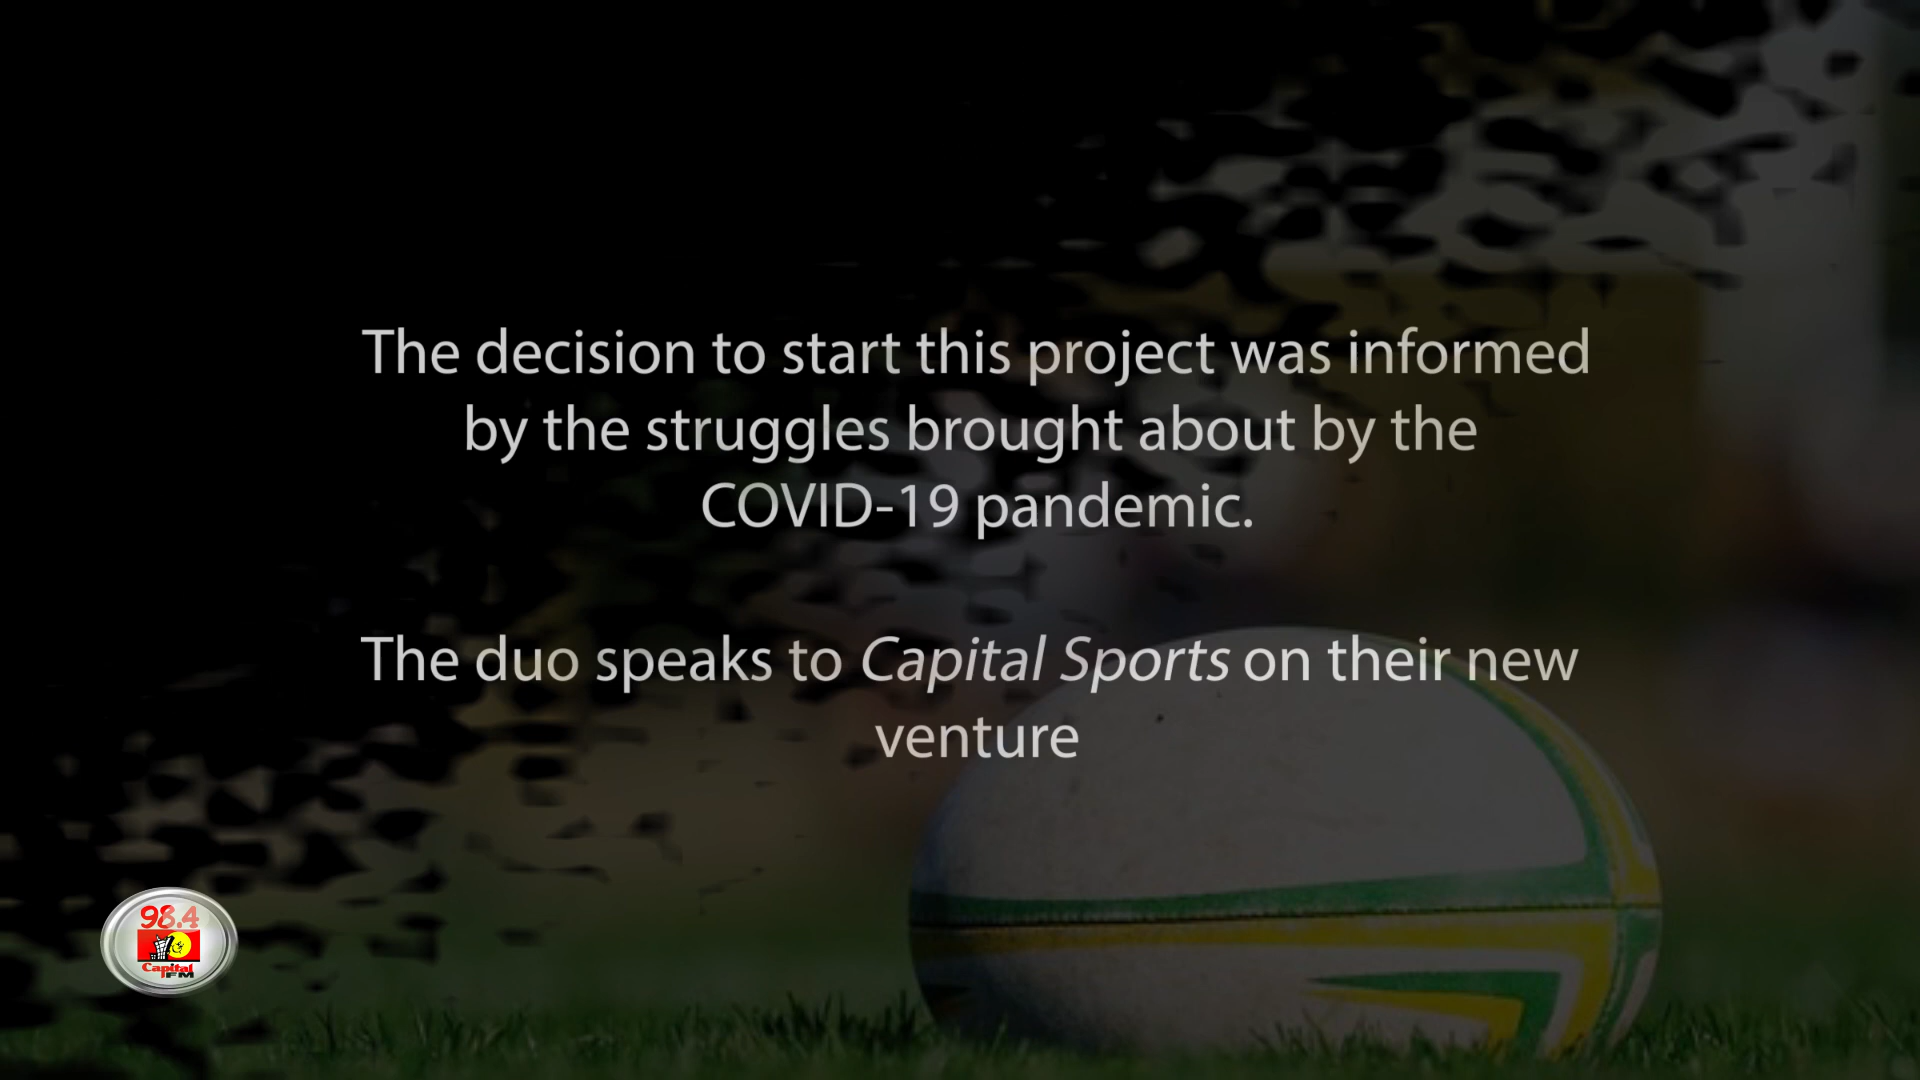 The decision to start this project was informed
by the struggles brought about by the
COVID-19 pandemic.
The duo speaks to Capital Sports on their new
venture
98.4
Capital
FM